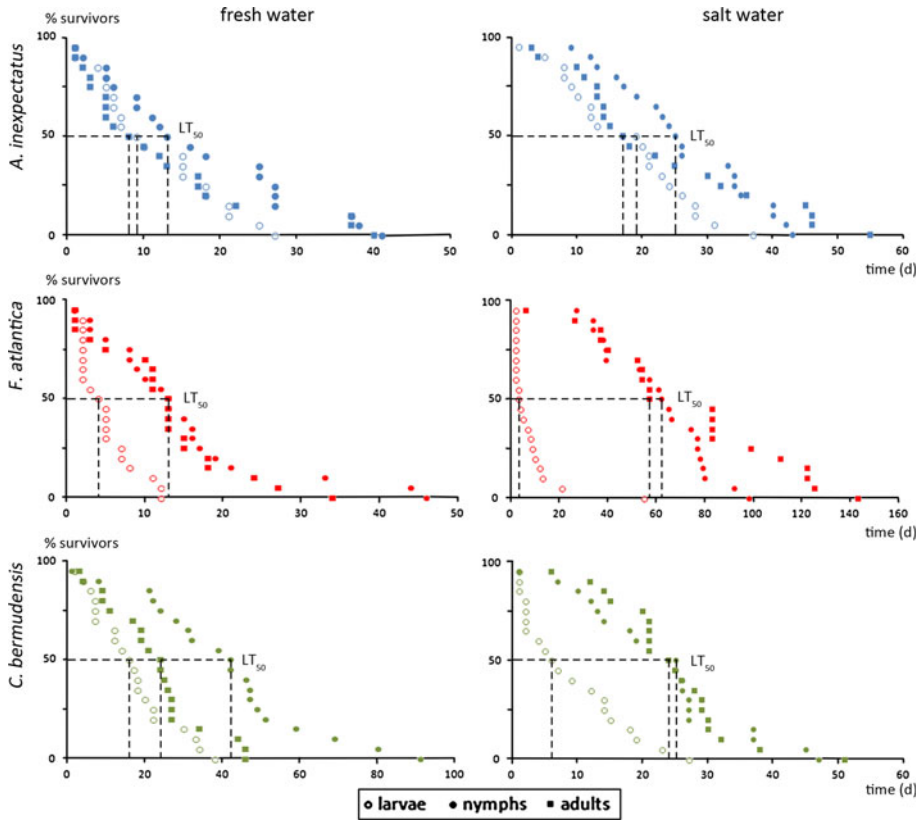 fresh water
salt water
% survivors
A. inexpectatus
100
50
0
LT50
0 10 20 30 40 50
100
50
0
LT50
0 10 20 30 40 50 60
time (d)
% survivors
F. atlantica
100
50
0
LT50
0 10 20 30 40 50
100
50
0
LT50
0 20 40 60 80 100 120 140 160
time (d)
% survivors
C. bermudensis
100
50
0
LT50
0 20 40 60 80 100
100
50
0
LT50
0 10 20 30 40 50 60
time (d)
larvae nymphs adults